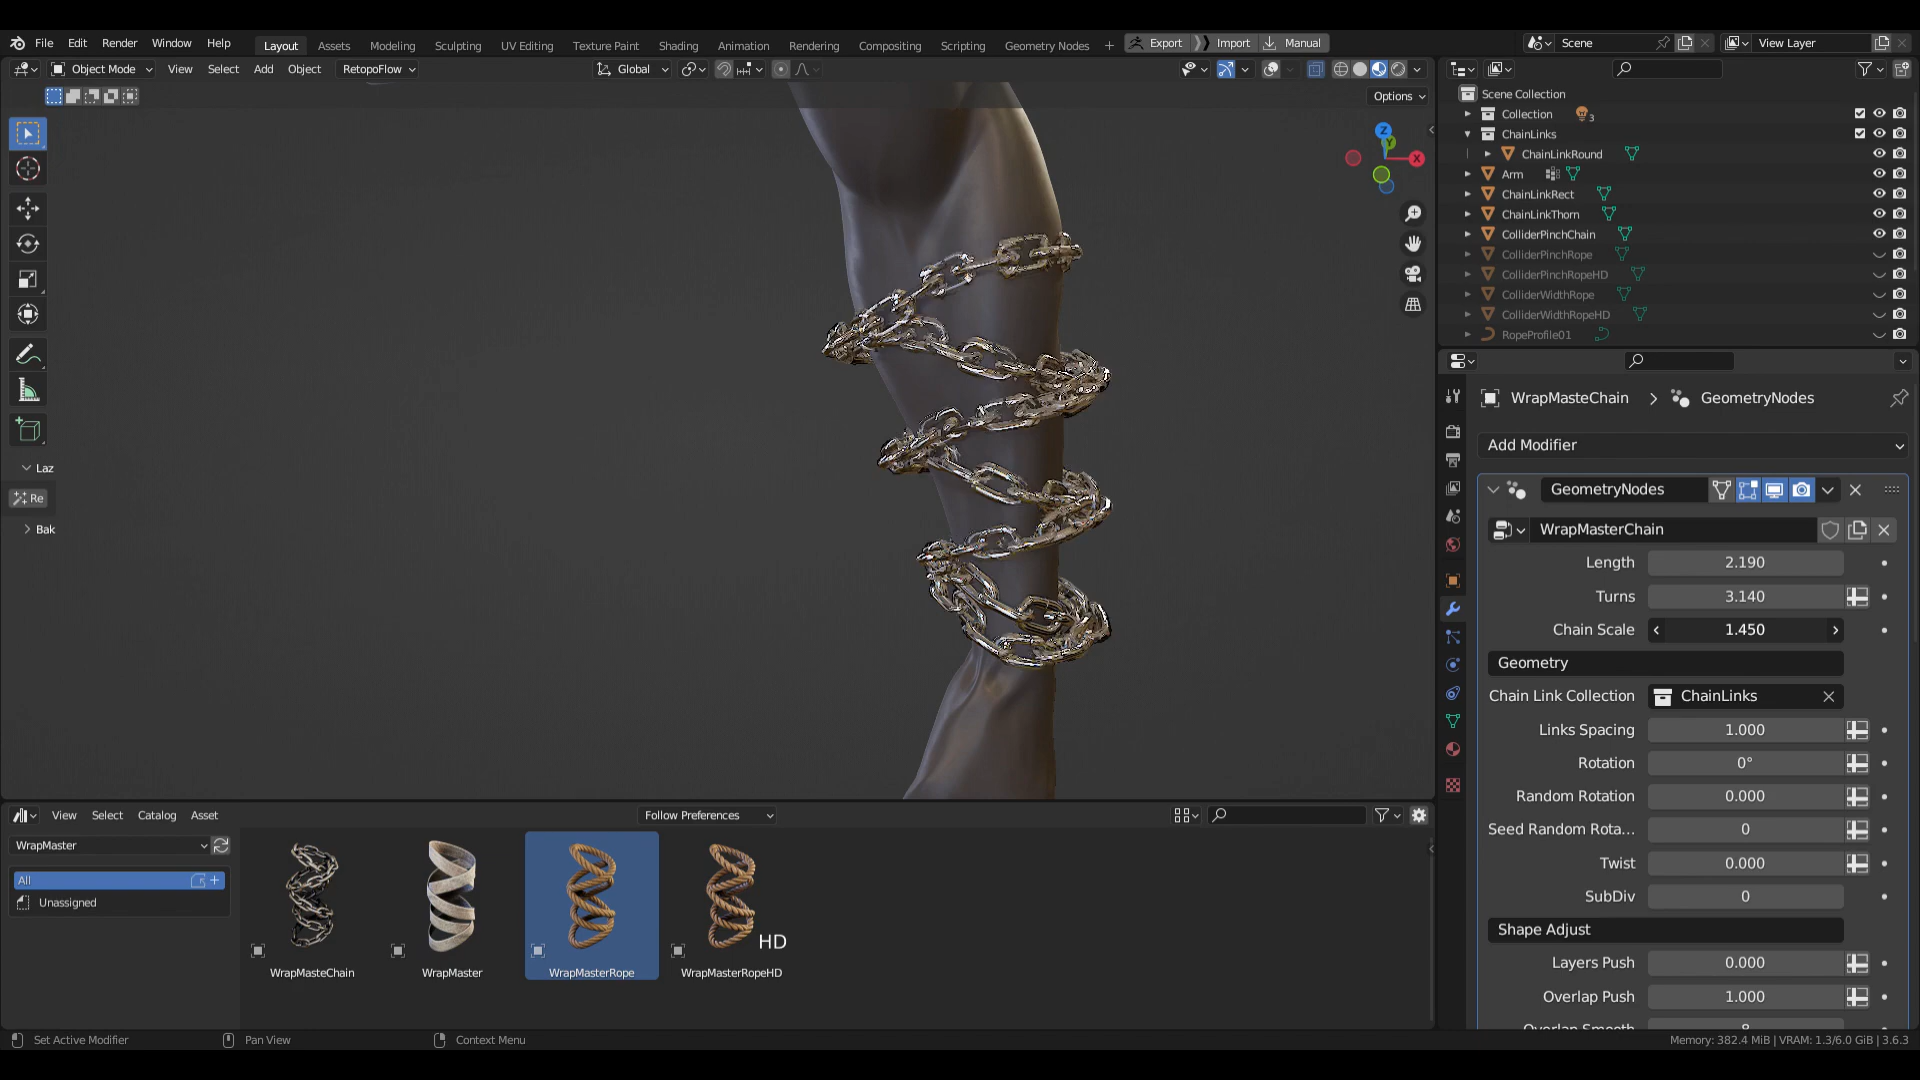 File Edit Render Window Help Layout Assets Modeling Sculpting UV Editing Texture Paint Shading Animation Rendering Compositing Scripting Geometry Nodes + Export Import Manual Scene View Layer
Object Mode View Select Add Object RetopoFlow Global
Options
Z
Y
X
Scene Collection
Collection 3
ChainLinks
ChainLinkRound
Arm
ChainLinkRect
ChainLinkThorn
ColliderPinchChain
ColliderPinchRope
ColliderPinchRopeHD
ColliderWidthRope
ColliderWidthRopeHD
RopeProfile01
Laz
Re
Bak
WrapMasteChain > GeometryNodes
Add Modifier
GeometryNodes
WrapMasterChain
Length 2.190
Turns 3.140
Chain Scale 1.450
Geometry
Chain Link Collection ChainLinks
Links Spacing 1.000
Rotation 0°
Random Rotation 0.000
Seed Random Rota... 0
Twist 0.000
SubDiv 0
Shape Adjust
Layers Push 0.000
Overlap Push 1.000
Overlap Smooth 8
View Select Catalog Asset Follow Preferences
WrapMaster
All
Unassigned
HD
WrapMasteChain WrapMaster WrapMasterRope WrapMasterRopeHD
Set Active Modifier Pan View Context Menu Memory: 382.4 MiB | VRAM: 1.3/6.0 GiB | 3.6.3